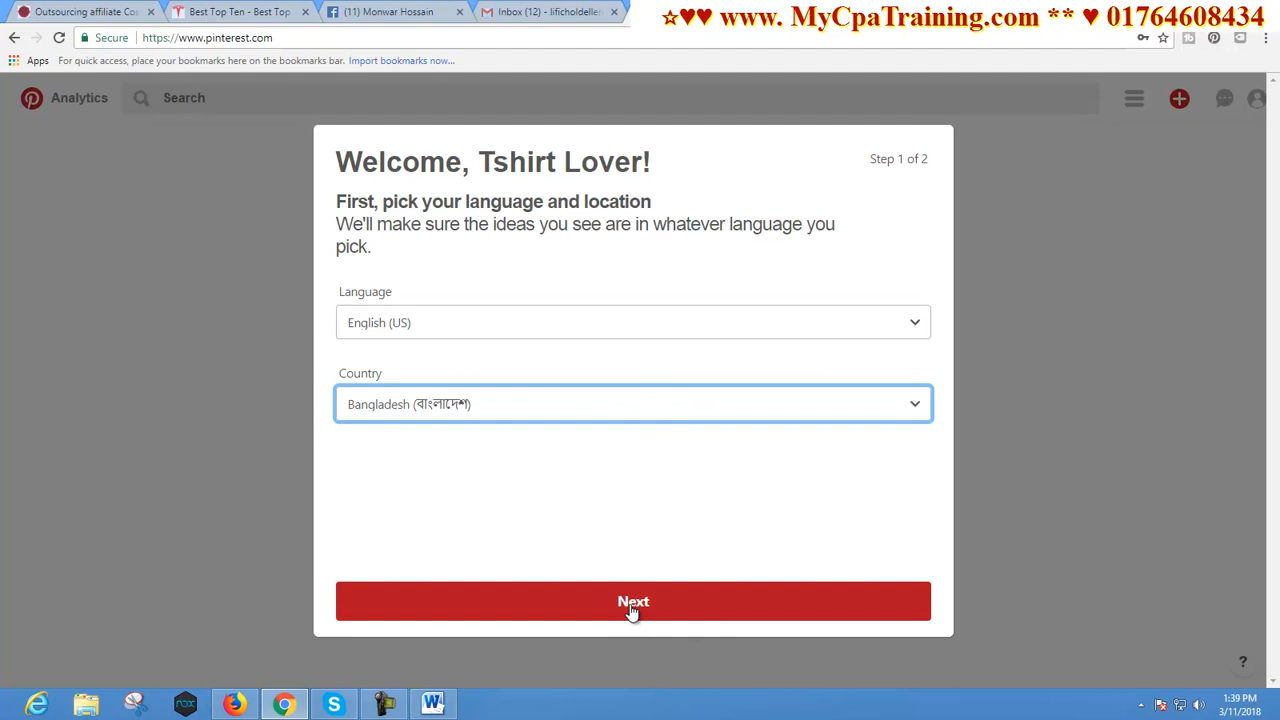 Outsourcing affiliate Co
Best Top Ten - Best Top
(11) Monwar Hossain
Inbox (12) - lificholdeller
☆♥♥ www. MyCpaTraining.com ** ♥ 01764608434
Secure
https://www.pinterest.com
Apps
For quick access, place your bookmarks here on the bookmarks bar.
Import bookmarks now...
Analytics
Search
Welcome, Tshirt Lover!
Step 1 of 2
First, pick your language and location
We'll make sure the ideas you see are in whatever language you
pick.
Language
English (US)
Country
Bangladesh (বাংলাদেশ)
Next
?
nox
1:39 PM
3/11/2018